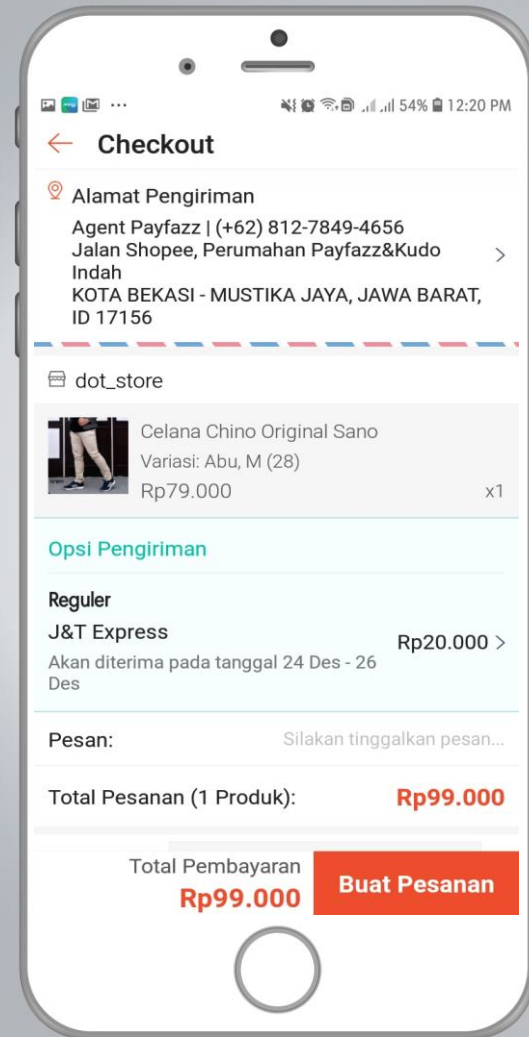 54% 12:20 PM
Checkout
Alamat Pengiriman
Agent Payfazz | (+62) 812-7849-4656
Jalan Shopee, Perumahan Payfazz&Kudo
Indah
KOTA BEKASI - MUSTIKA JAYA, JAWA BARAT,
ID 17156
dot_store
Celana Chino Original Sano
Variasi: Abu, M (28)
Rp79.000 x1
Opsi Pengiriman
Reguler
J&T Express
Rp20.000 >
Akan diterima pada tanggal 24 Des - 26
Des
Pesan: Silakan tinggalkan pesan...
Total Pesanan (1 Produk): Rp99.000
Total Pembayaran
Rp99.000
Buat Pesanan